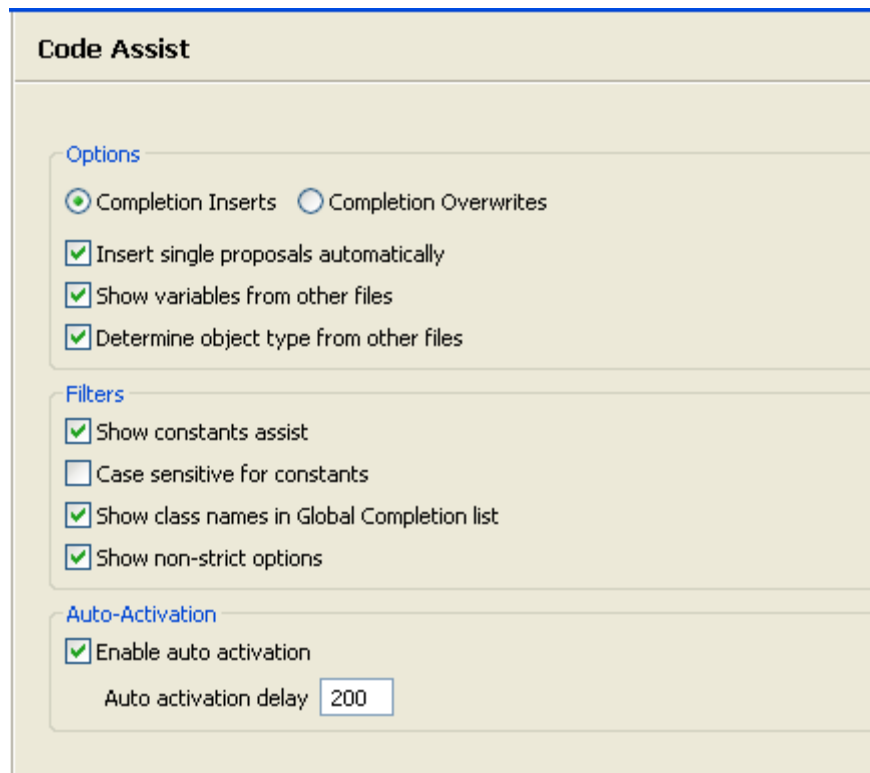 Code Assist
Options
Completion Inserts Completion Overwrites
Insert single proposals automatically
Show variables from other files
Determine object type from other files
Filters
Show constants assist
Case sensitive for constants
Show class names in Global Completion list
Show non-strict options
Auto-Activation
Enable auto activation
Auto activation delay 200